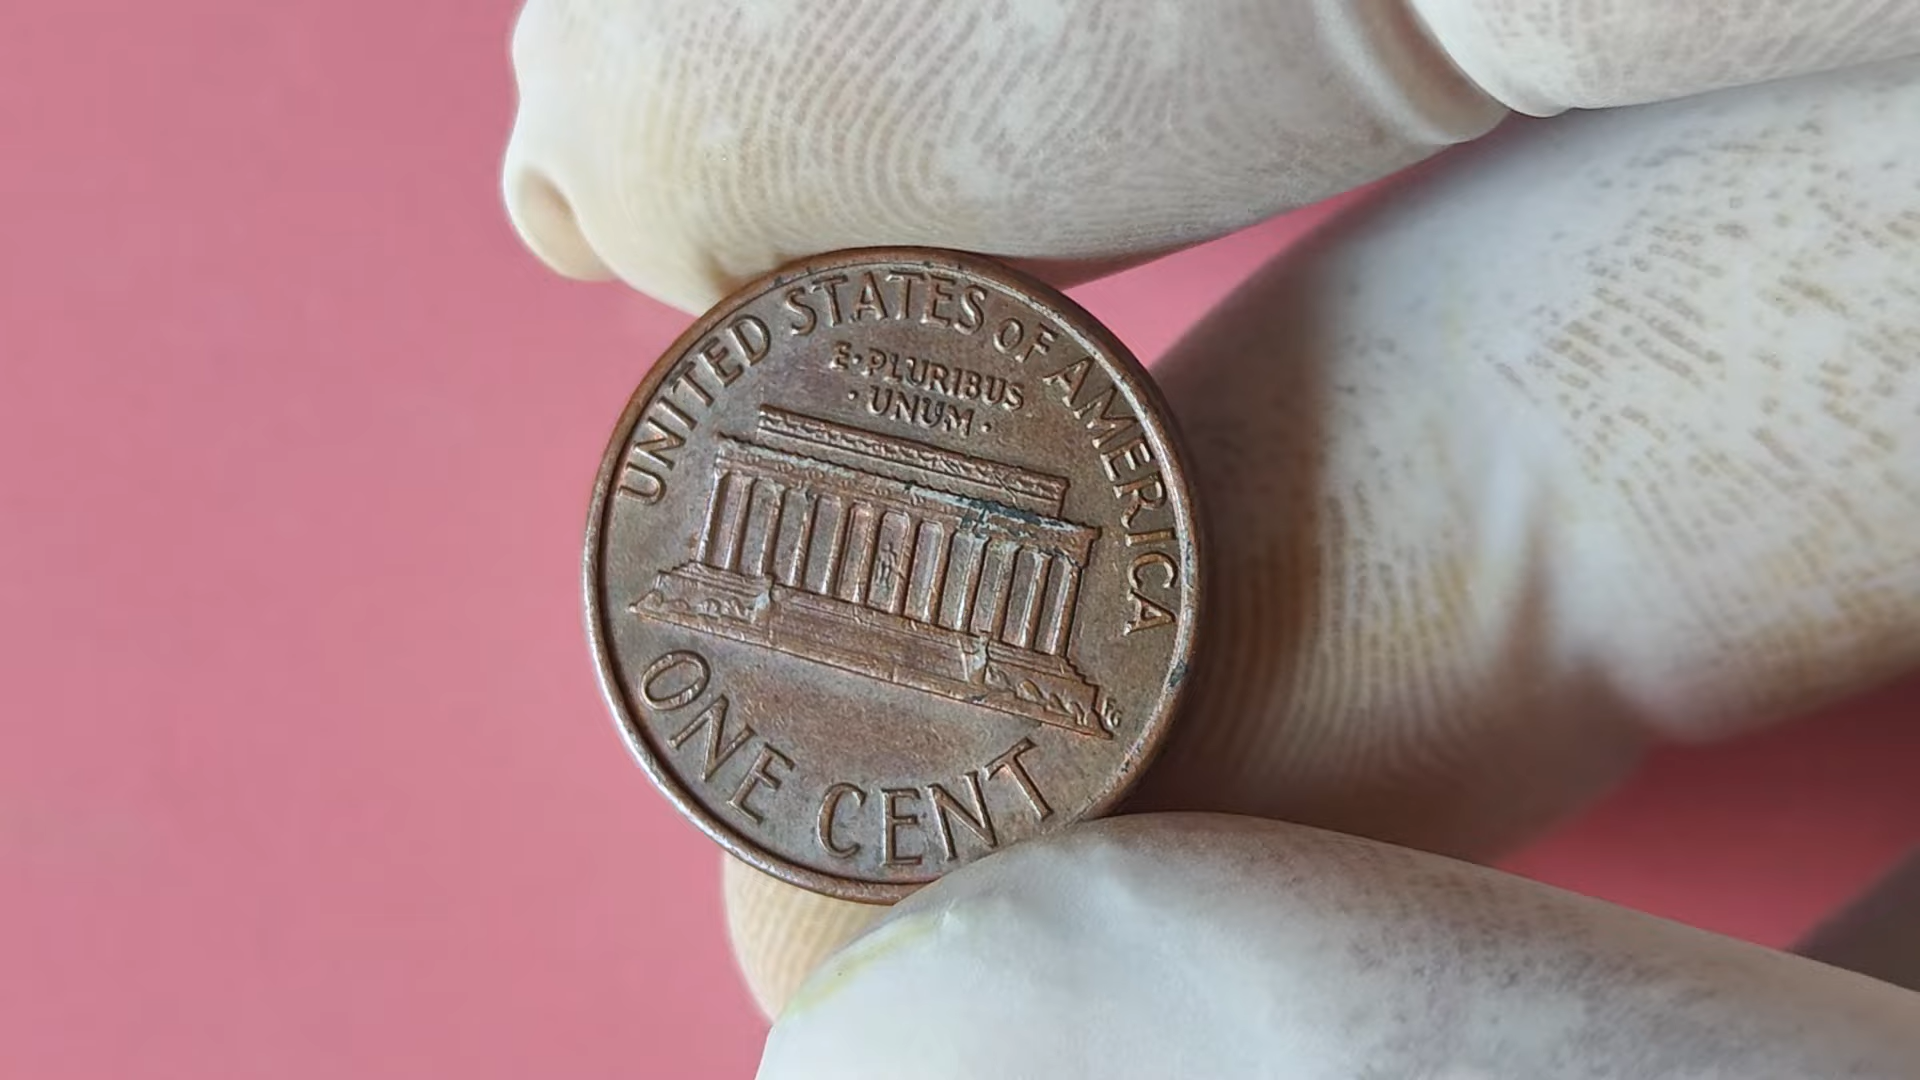 UNITED STATES OF AMERICA
E·PLURIBUS
·UNUM·
FG
ONE CENT